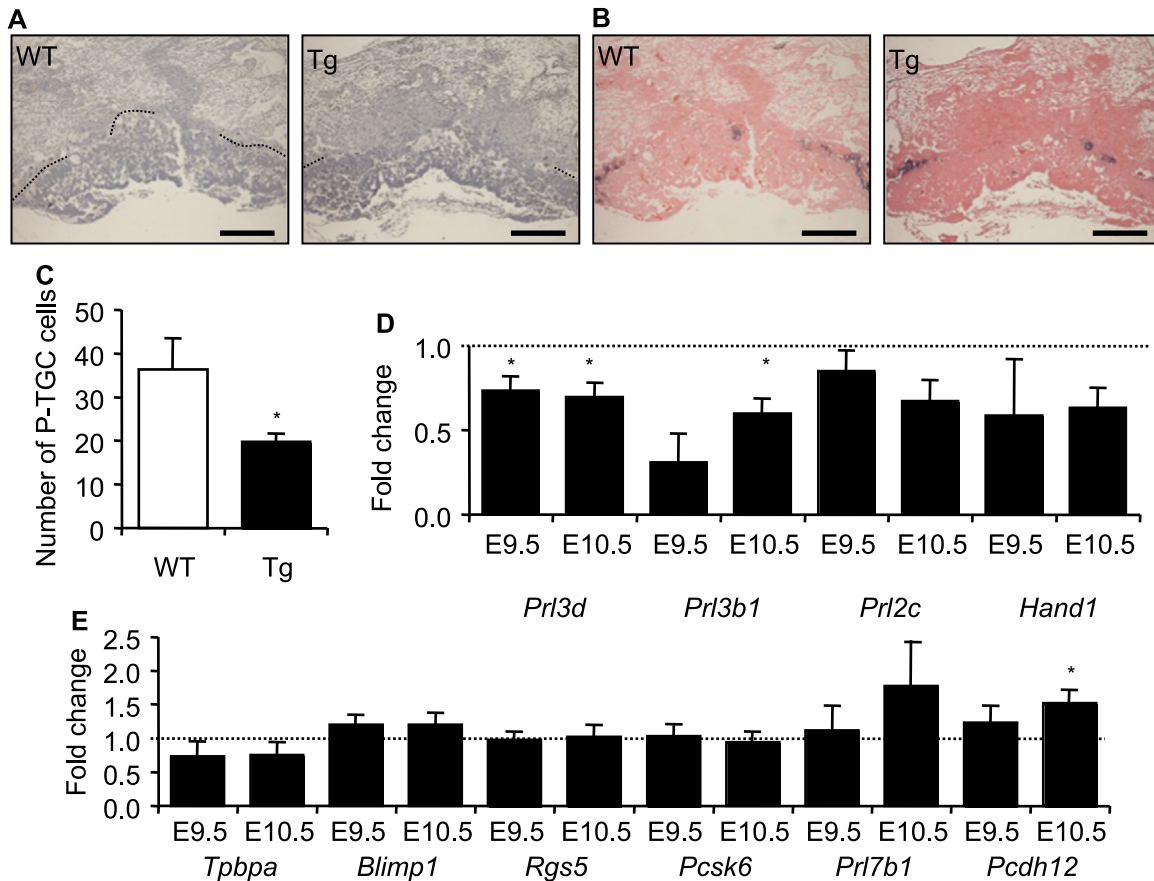 A
B
WT
Tg
WT
Tg
C
Number of P-TGC cells
50
40
30
20
10
0
*
WT
Tg
D
Fold change
1.0
0.5
0.0
*
*
*
E9.5 E10.5 E9.5 E10.5 E9.5 E10.5 E9.5 E10.5
Prl3d Prl3b1 Prl2c Hand1
E
Fold change
2.5
2.0
1.5
1.0
0.5
0.0
*
E9.5 E10.5 E9.5 E10.5 E9.5 E10.5 E9.5 E10.5 E9.5 E10.5 E9.5 E10.5
Tpbpa Blimp1 Rgs5 Pcsk6 Prl7b1 Pcdh12